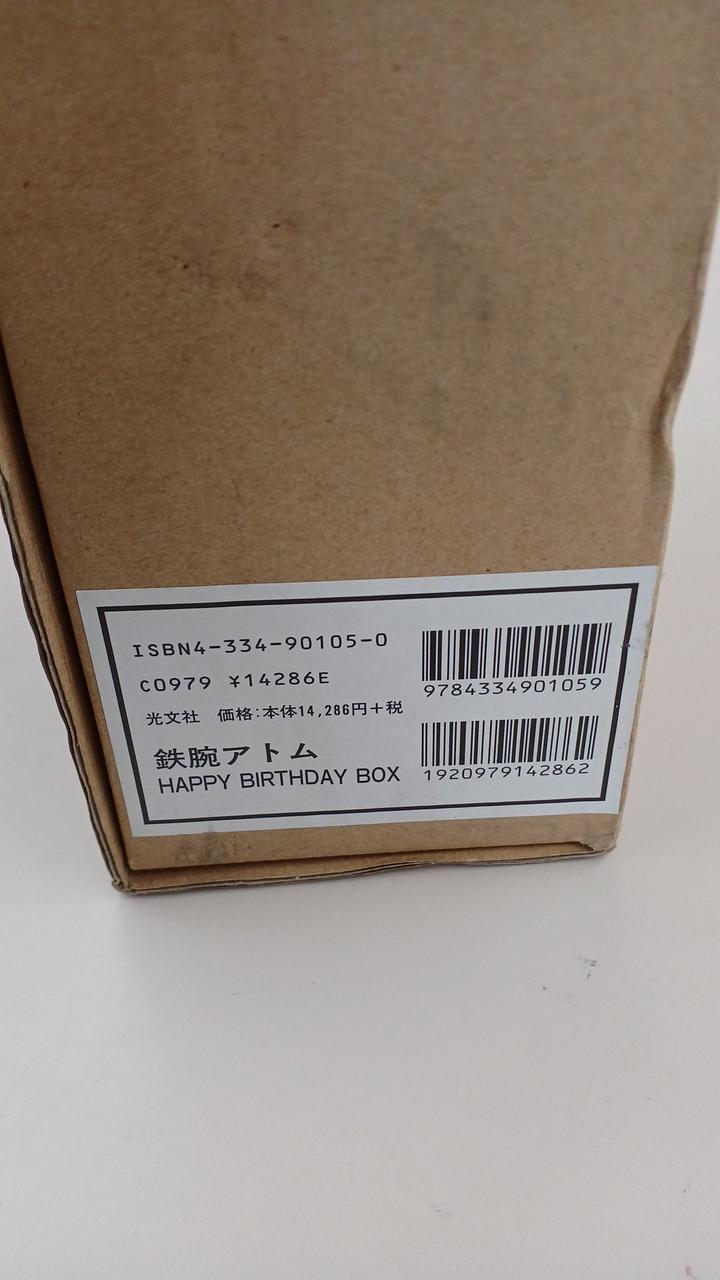 ISBN4-334-90105-0
C0979 ¥14286E
光文社 価格:本体14,286円+税
鉄腕アトム
HAPPY BIRTHDAY BOX
9784334901059
1920979142862